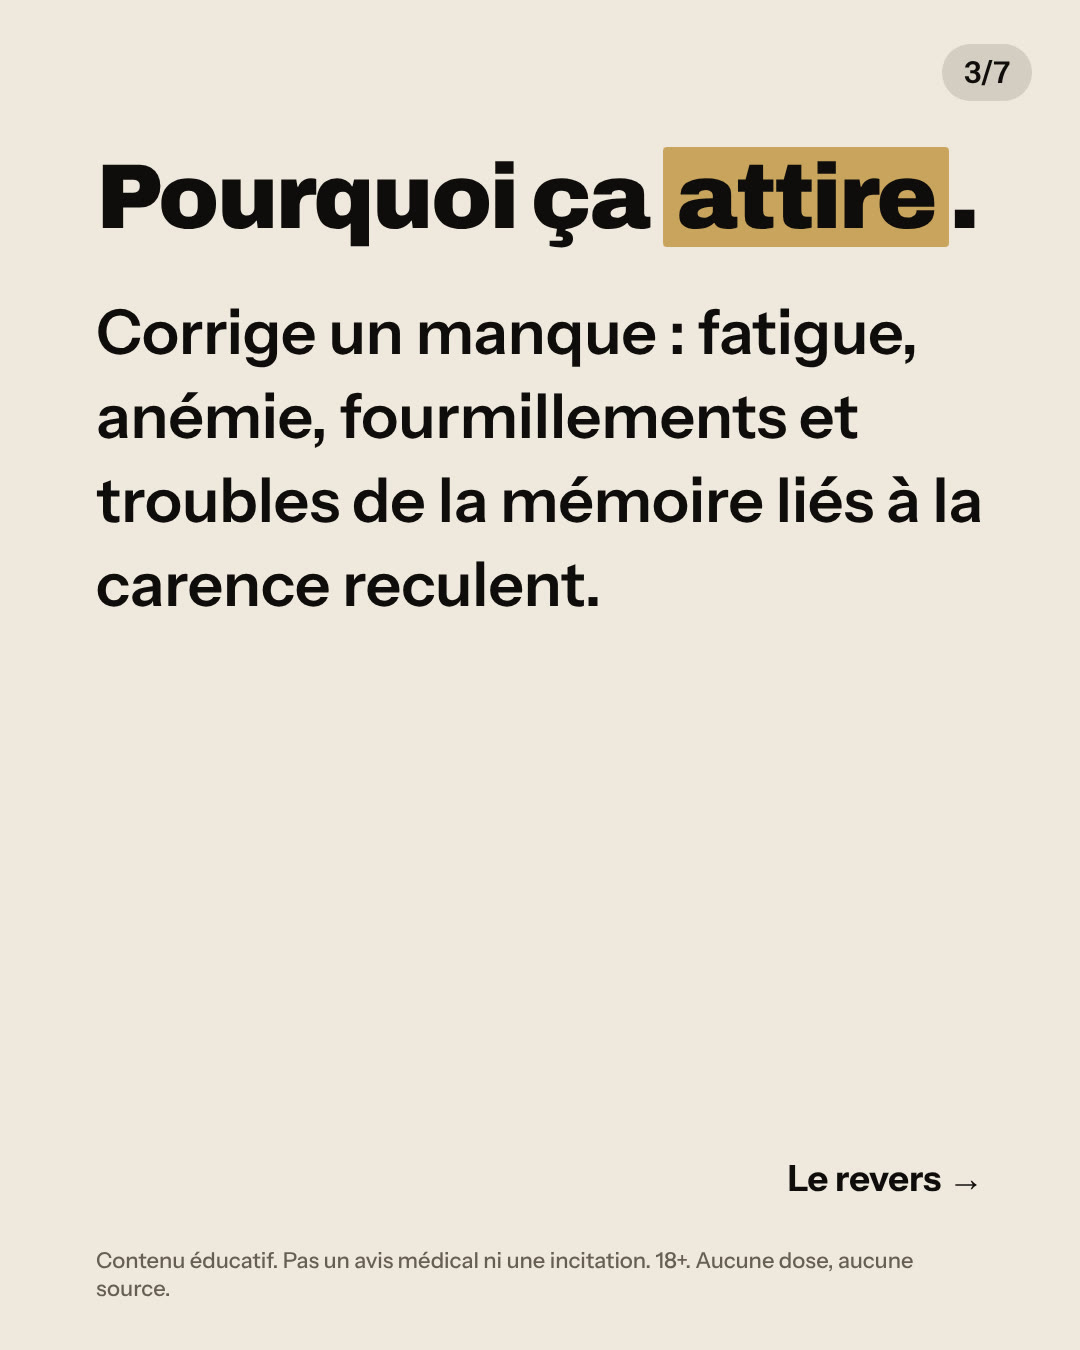 3/7
Pourquoi ça attire.
Corrige un manque : fatigue,
anémie, fourmillements et
troubles de la mémoire liés à la
carence reculent.
Le revers →
Contenu éducatif. Pas un avis médical ni une incitation. 18+. Aucune dose, aucune
source.